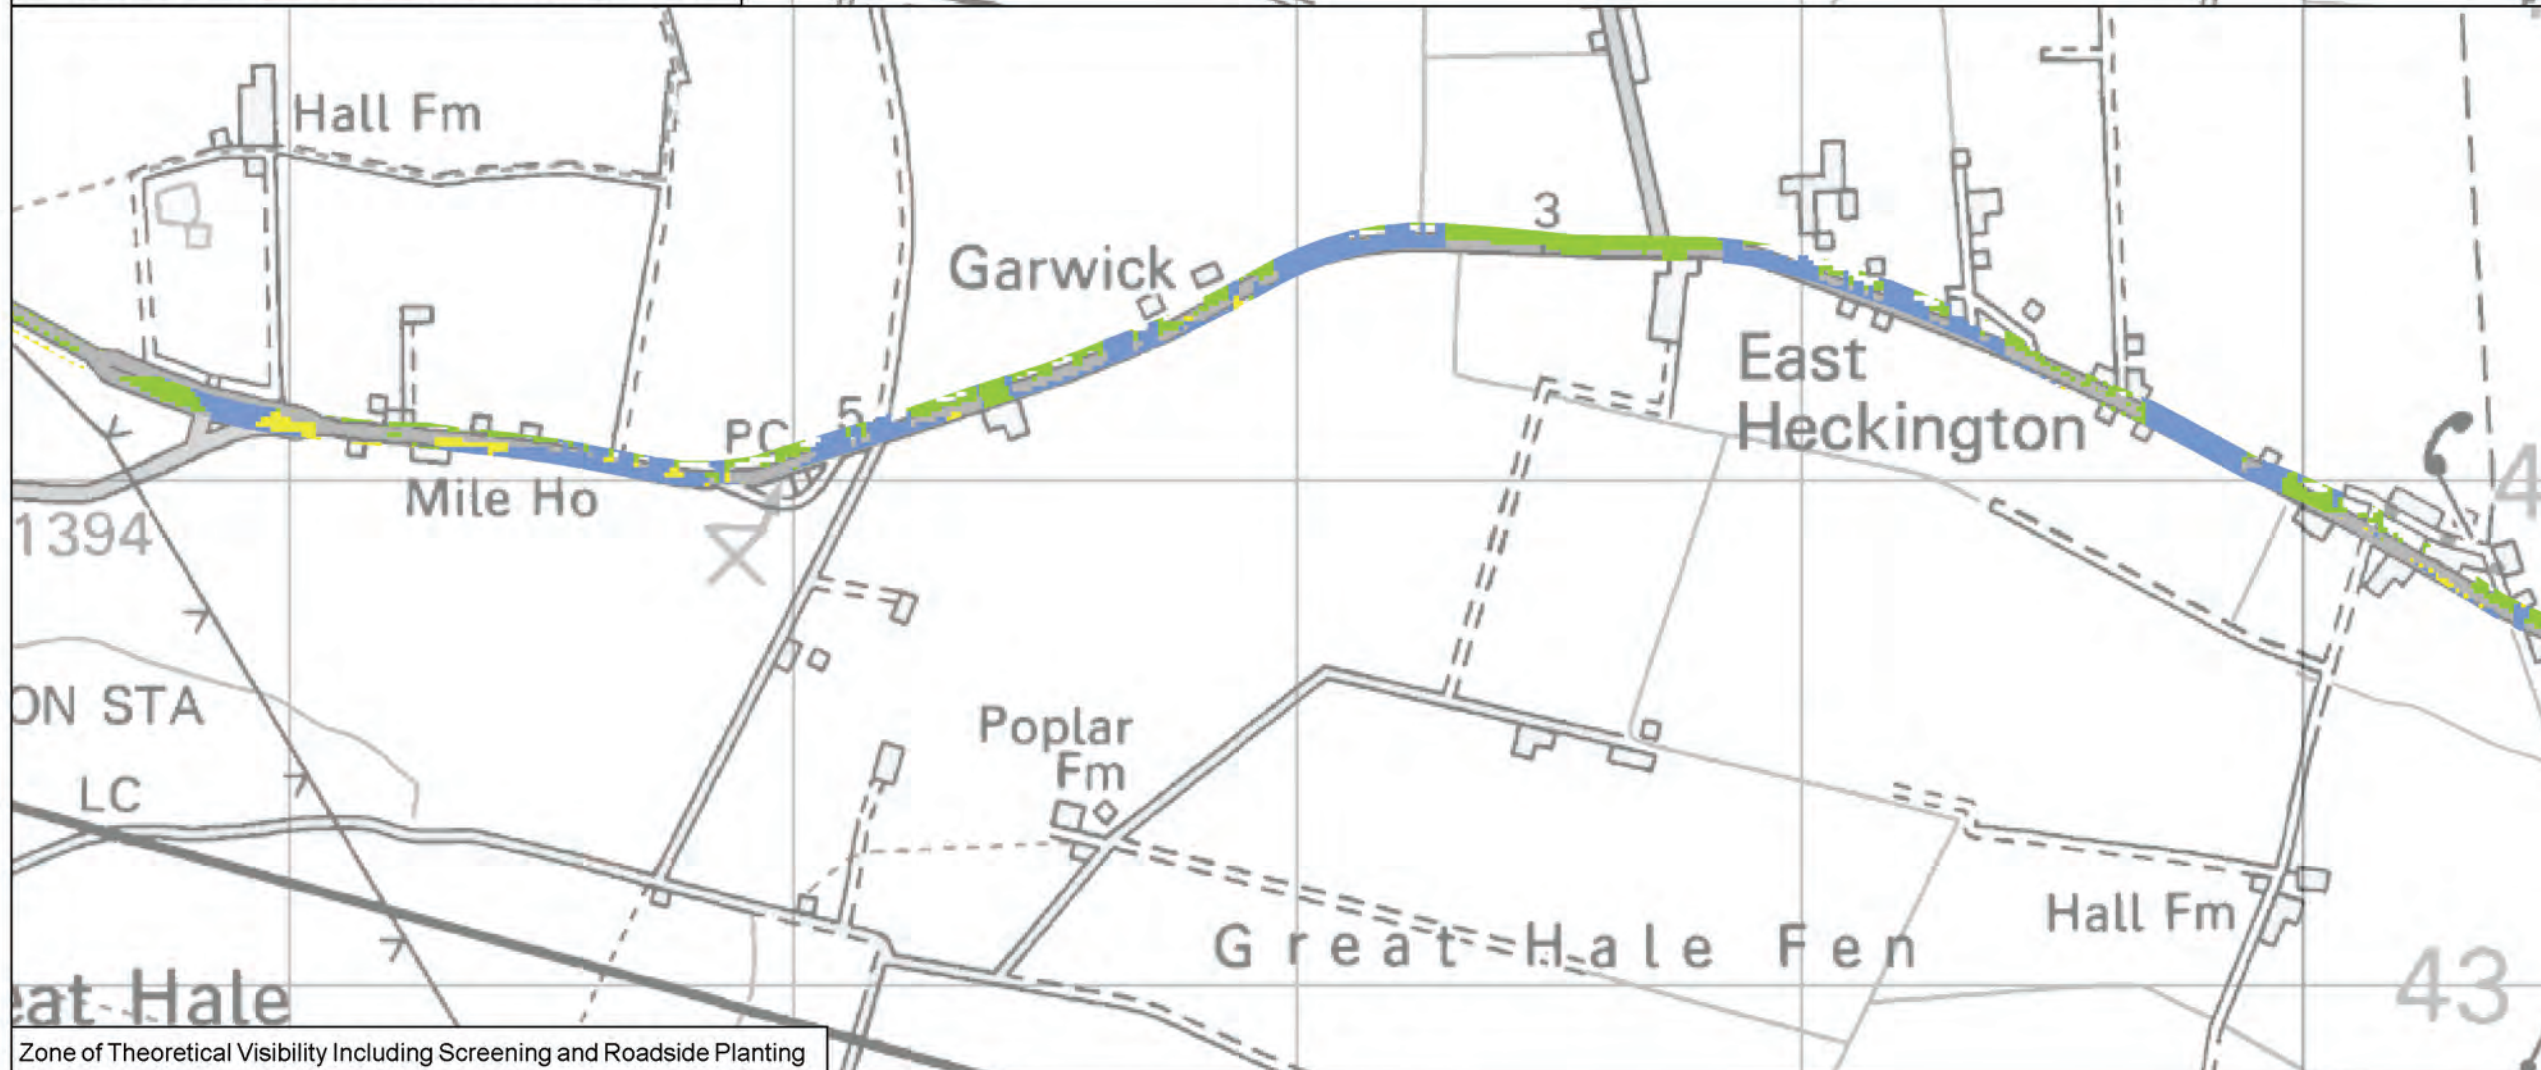 Hall Fm
3
Garwick
East
Heckington
5
PC
Mile Ho
1394
ON STA
Poplar
Fm
LC
Hall Fm
Great Hale Fen
43
eat Hale
4
Zone of Theoretical Visibility Including Screening and Roadside Planting